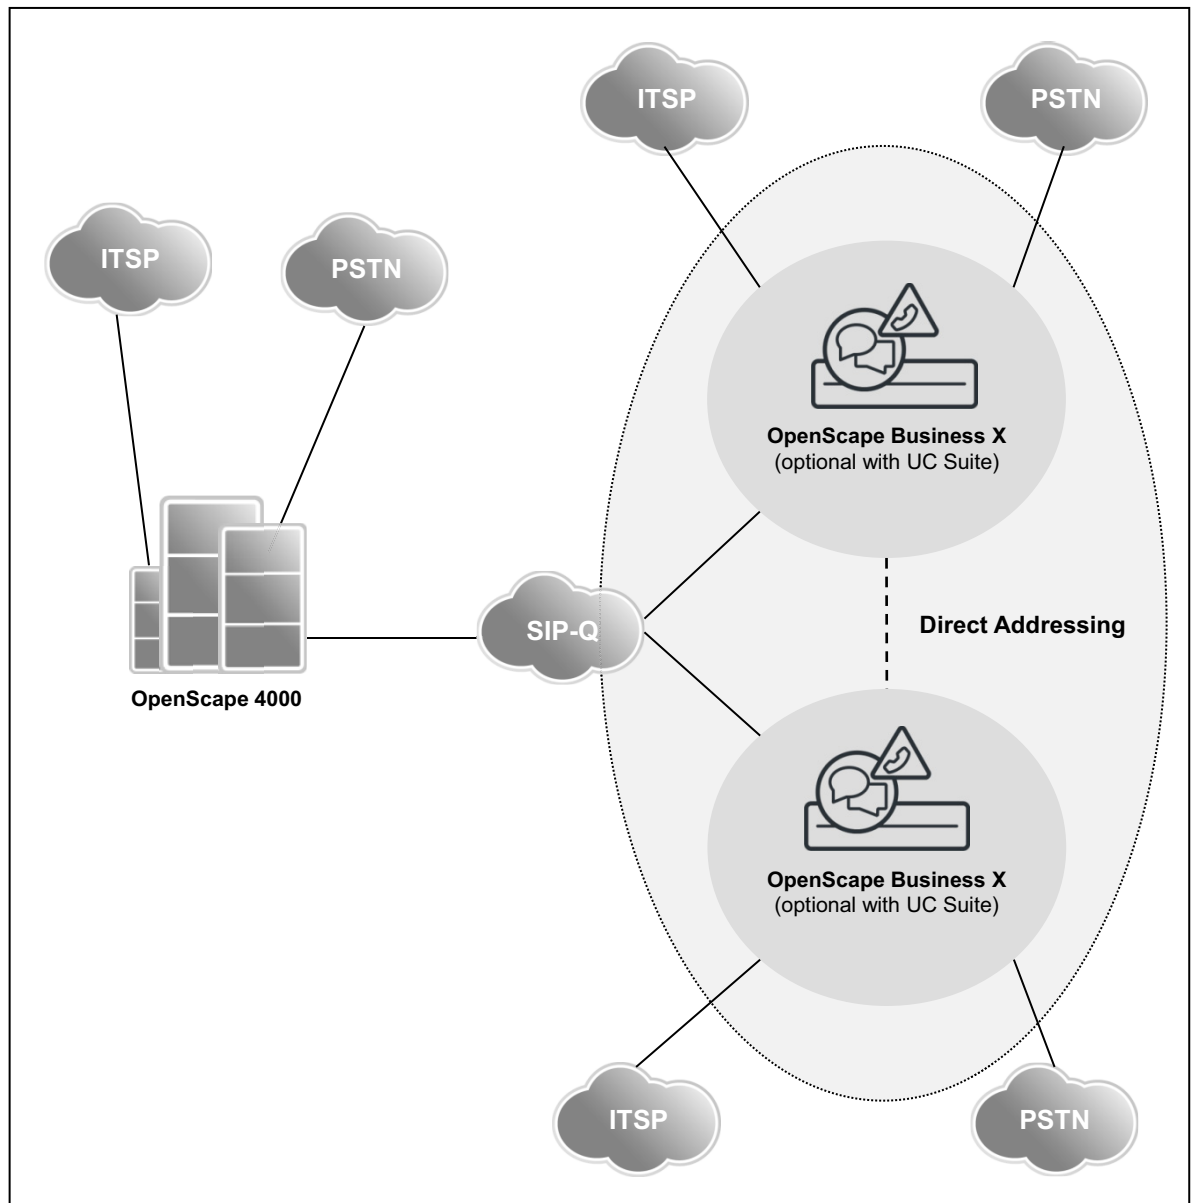 ITSP
PSTN
ITSP
PSTN
OpenScape Business X
(optional with UC Suite)
SIP-Q
Direct Addressing
OpenScape 4000
OpenScape Business X
(optional with UC Suite)
ITSP
PSTN